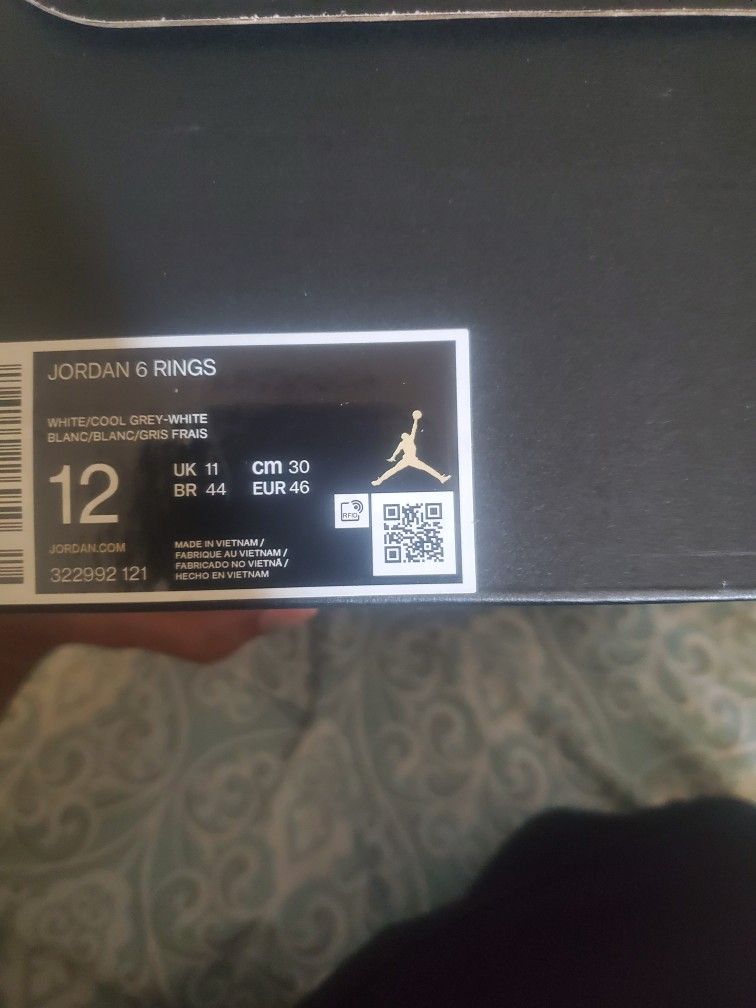 JORDAN 6 RINGS
WHITE/COOL GREY-WHITE
BLANC/BLANC/GRIS FRAIS
12
UK 11 cm 30
BR 44 EUR 46
RFID
JORDAN.COM
322992 121
MADE IN VIETNAM /
FABRIQUE AU VIETNAM /
FABRICADO NO VIETNÃ /
HECHO EN VIETNAM